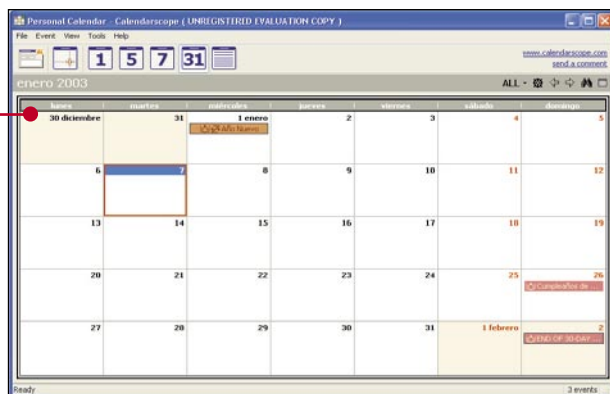 Personal Calendar - Calendarscope ( UNREGISTERED EVALUATION COPY )
File Event View Tools Help
1 5 7 31
www.calendarscope.com
send a comment
enero 2003 ALL
lunes martes miércoles jueves viernes sábado domingo
30 diciembre 31 1 enero 2 3 4 5
Año Nuevo
6 7 8 9 10 11 12
13 14 15 16 17 18 19
20 21 22 23 24 25 26
Cumpleaños de ...
27 28 29 30 31 1 febrero 2
END OF 30-DAY ...
Ready 3 events